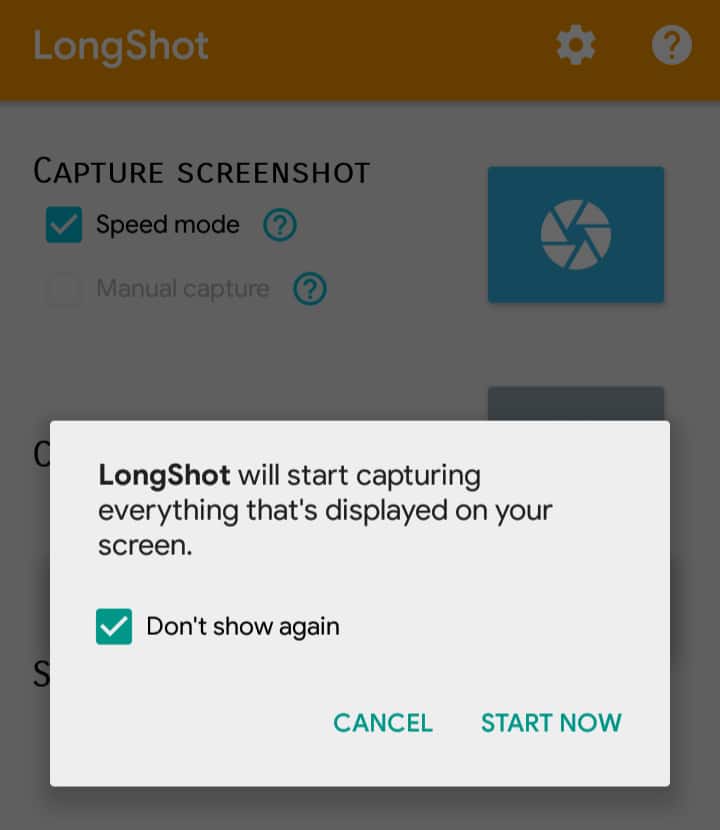 LongShot
CAPTURE SCREENSHOT
Speed mode
Manual capture
LongShot will start capturing
everything that's displayed on your
screen.
Don't show again
CANCEL START NOW